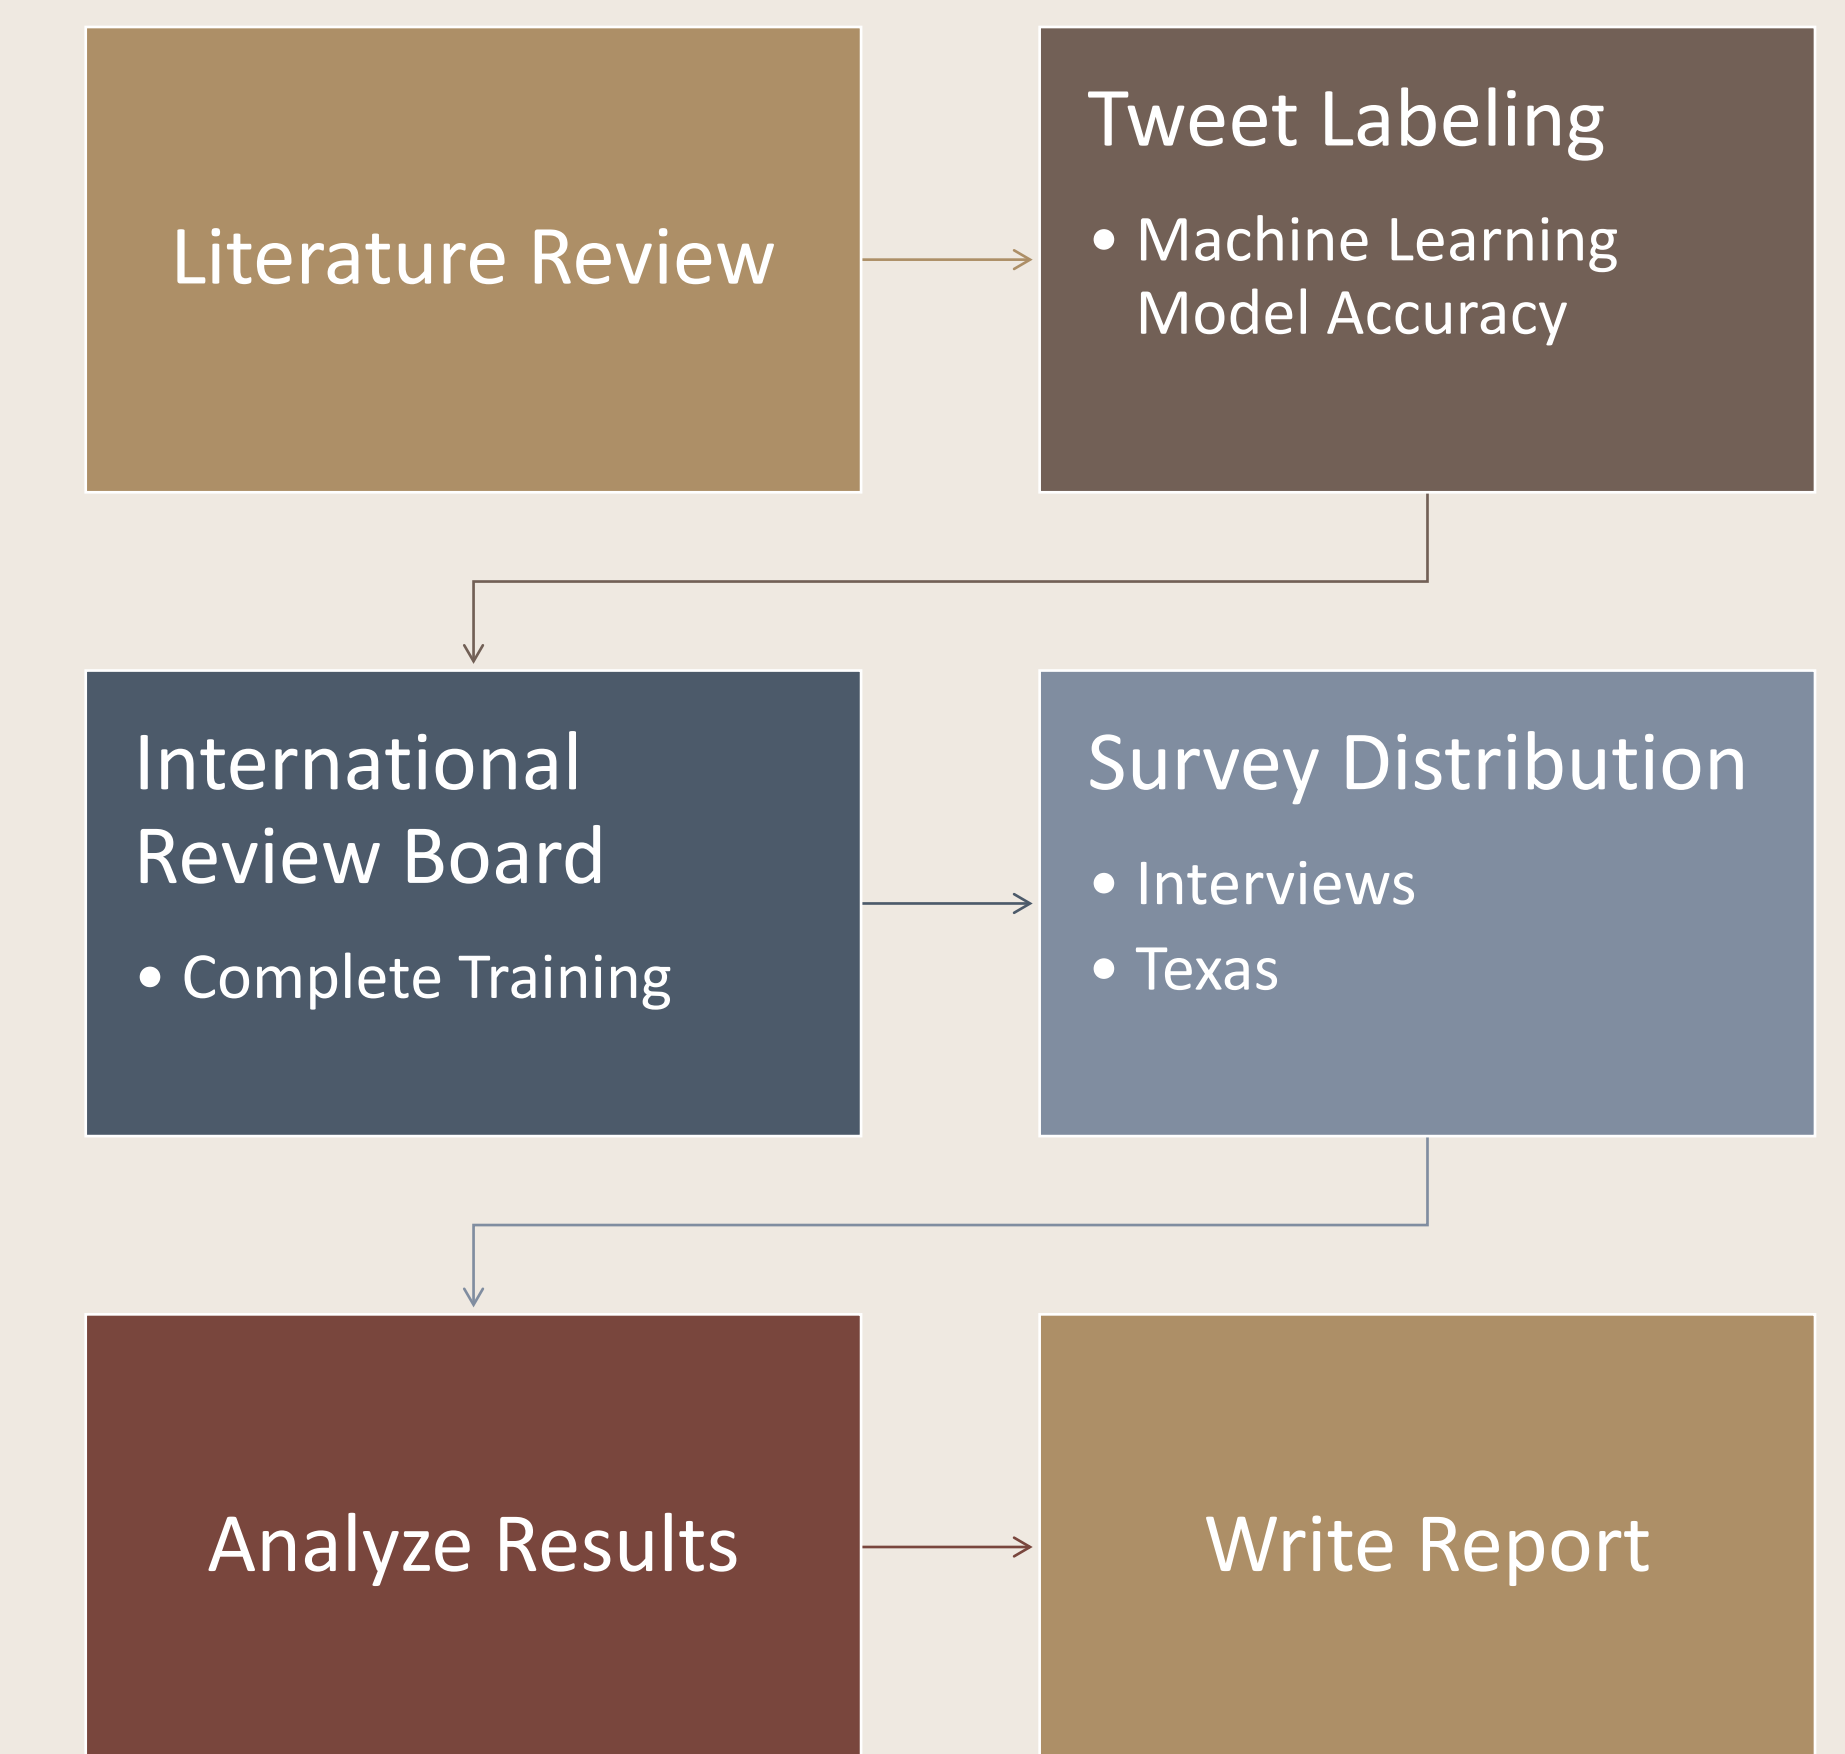 Literature Review
Tweet Labeling
• Machine Learning
Model Accuracy
International
Review Board
• Complete Training
Survey Distribution
• Interviews
• Texas
Analyze Results
Write Report